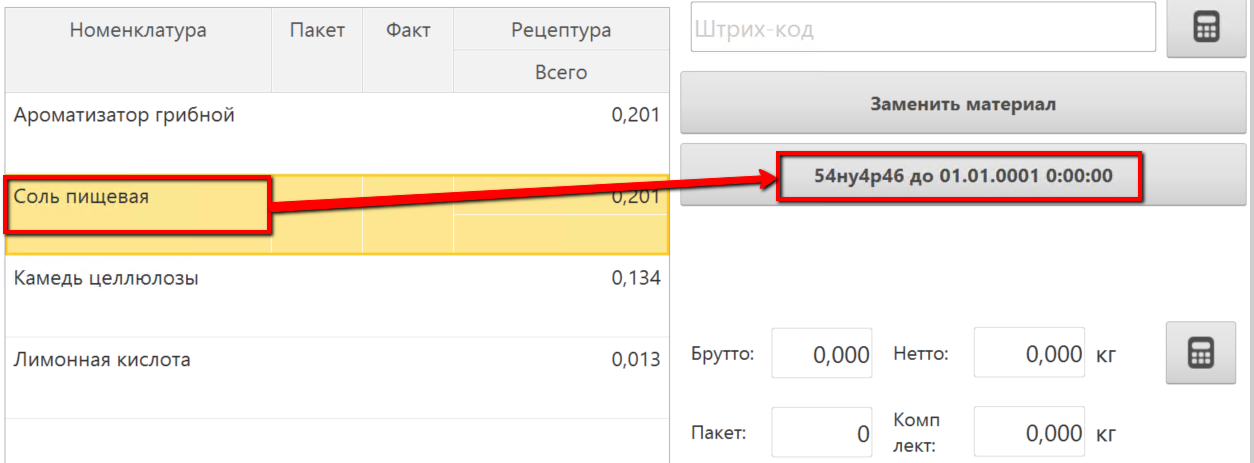 Номенклатура Пакет Факт Рецептура
Всего
Ароматизатор грибной 0,201
Соль пищевая 0,201
Камедь целлюлозы 0,134
Лимонная кислота 0,013
Штрих-код
Заменить материал
54ну4р46 до 01.01.0001 0:00:00
Брутто: 0,000 Нетто: 0,000 кг
Пакет: 0 Комп
лект: 0,000 кг